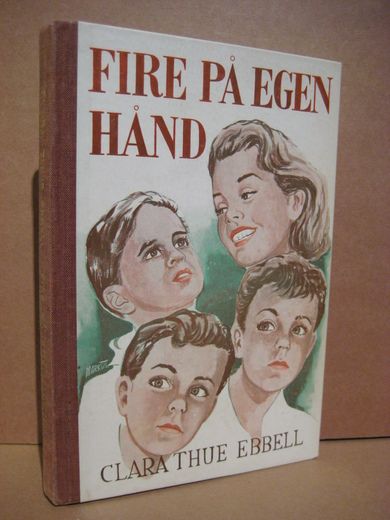 FIRE PÅ EGEN
HÅND
CLARA THUE EBBELL